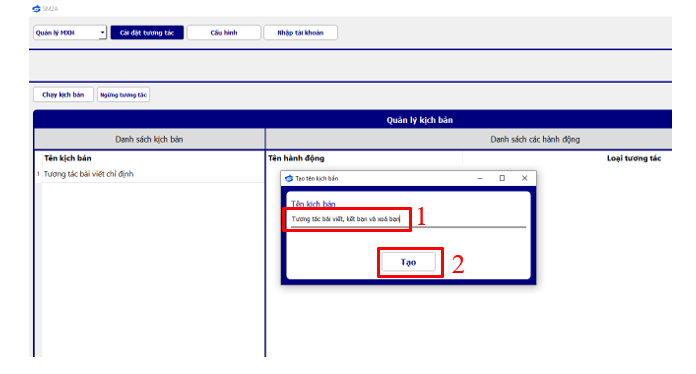 SM2A
Quản lý MXH Cài đặt tương tác Cấu hình Nhập tài khoản
Chạy kịch bản Ngừng tương tác
Quản lý kịch bản
Danh sách kịch bản Danh sách các hành động
Tên kịch bản Tên hành động Loại tương tác
1 Tương tác bài viết chỉ định
Tạo tên kịch bản
Tên kịch bản
Tương tác bài viết, kết bạn và xoá bạn 1
Tạo 2